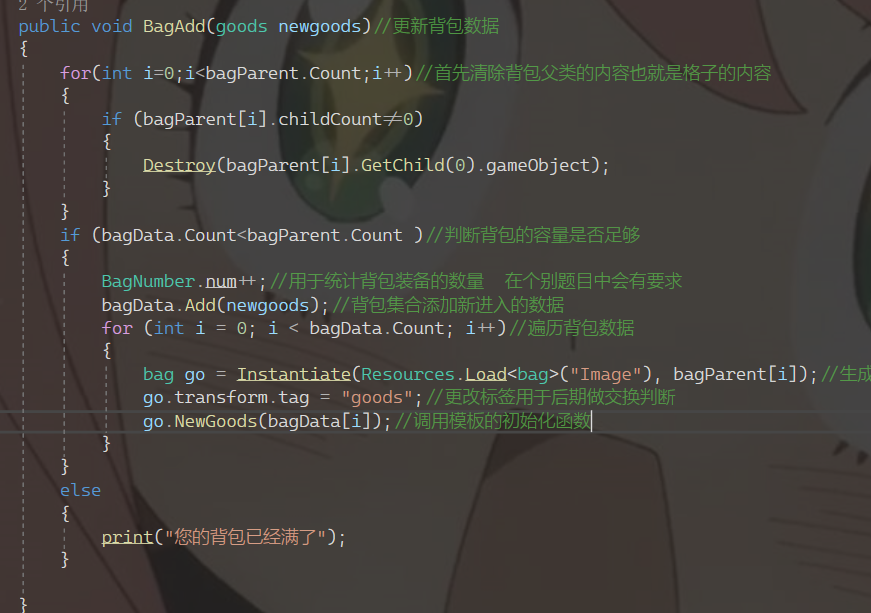 2 个引用
public void BagAdd(goods newgoods)//更新背包数据
{
for(int i=0;i<bagParent.Count;i++)//首先清除背包父类的内容也就是格子的内容
{
if (bagParent[i].childCount!=0)
{
Destroy(bagParent[i].GetChild(0).gameObject);
}
}
if (bagData.Count<bagParent.Count )//判断背包的容量是否足够
{
BagNumber.num++;//用于统计背包装备的数量  在个别题目中会有要求
bagData.Add(newgoods);//背包集合添加新进入的数据
for (int i = 0; i < bagData.Count; i++)//遍历背包数据
{
bag go = Instantiate(Resources.Load<bag>("Image"), bagParent[i]);//生成
go.transform.tag = "goods";//更改标签用于后期做交换判断
go.NewGoods(bagData[i]);//调用模板的初始化函数
}
}
else
{
print("您的背包已经满了");
}
}